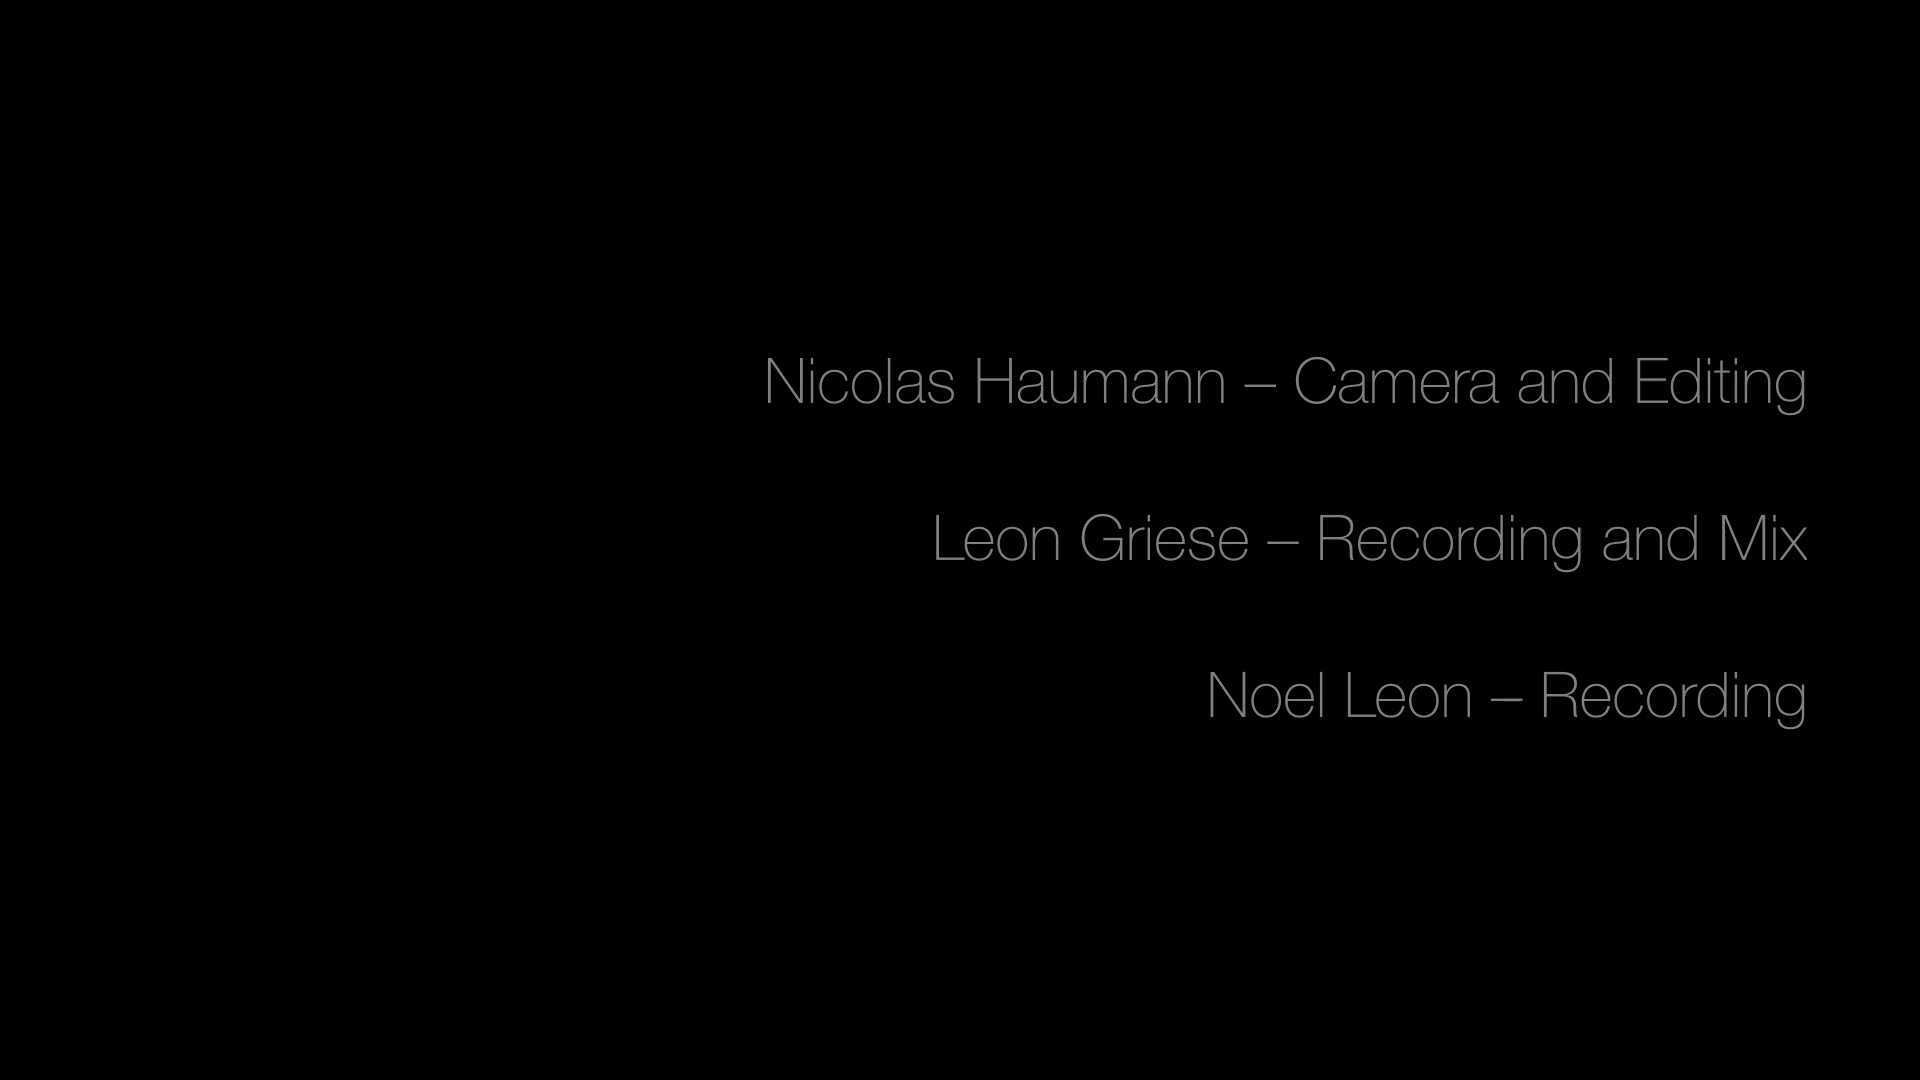 Nicolas Haumann – Camera and Editing
Leon Griese – Recording and Mix
Noel Leon – Recording